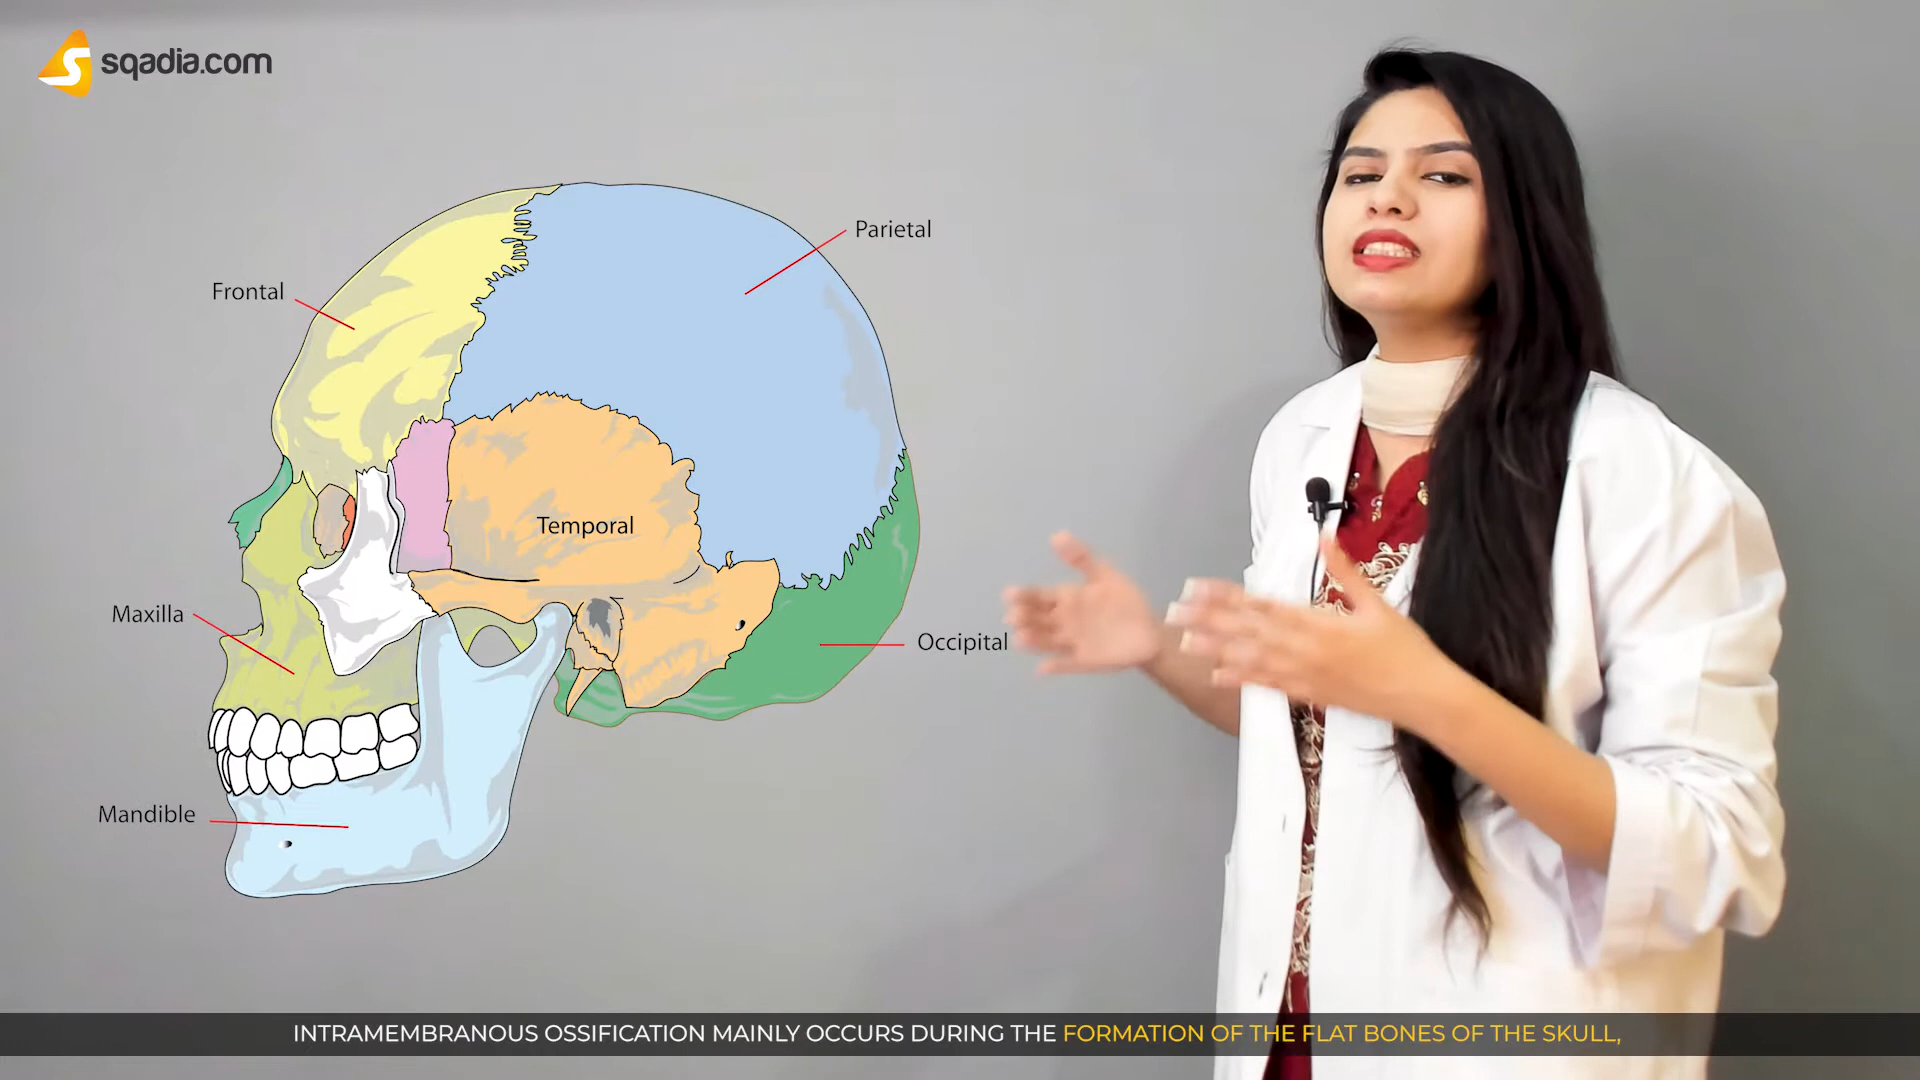 sqadia.com
Parietal
Frontal
Temporal
Maxilla
Occipital
Mandible
INTRAMEMBRANOUS OSSIFICATION MAINLY OCCURS DURING THE FORMATION OF THE FLAT BONES OF THE SKULL,